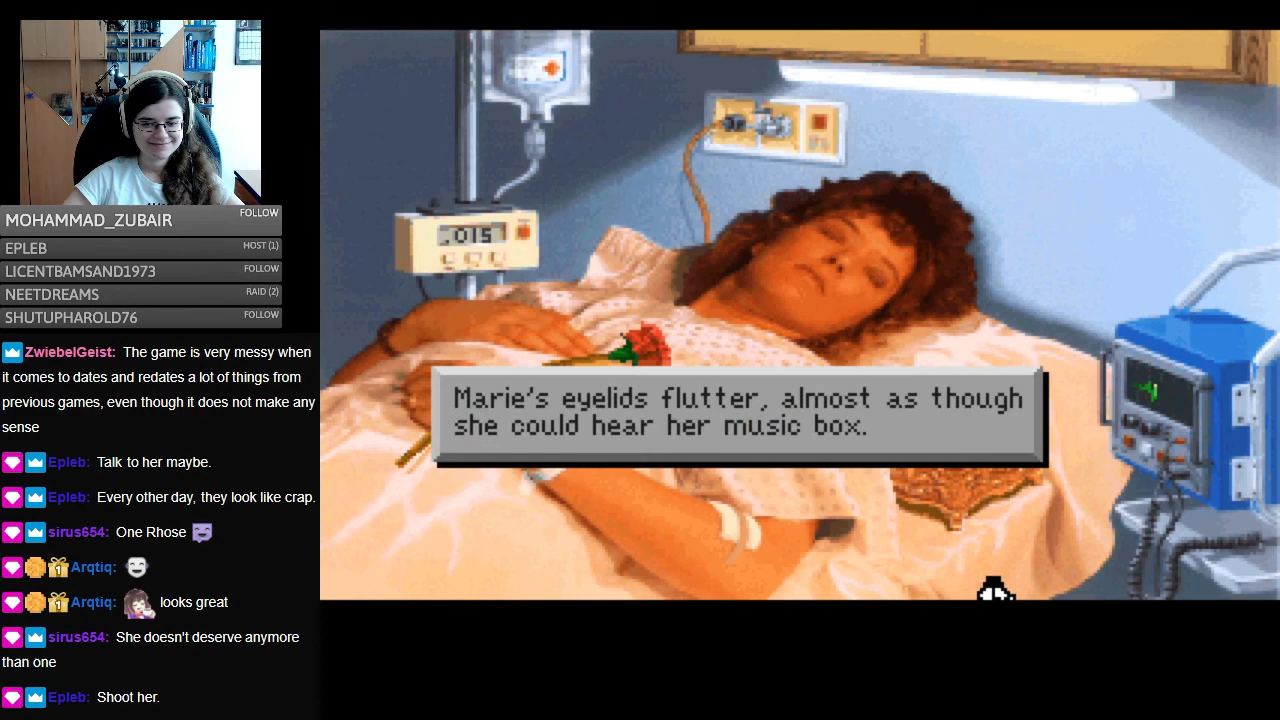 MOHAMMAD_ZUBAIR FOLLOW
EPLEB HOST (1)
LICENTBAMSAND1973 FOLLOW
NEETDREAMS RAID (2)
SHUTUPHAROLD76 FOLLOW
ZwiebelGeist: The game is very messy when
it comes to dates and redates a lot of things from
previous games, even though it does not make any
sense
Epleb: Talk to her maybe.
Epleb: Every other day, they look like crap.
sirus654: One Rhose
1 Arqtiq:
1 Arqtiq: looks great
sirus654: She doesn't deserve anymore
than one
Epleb: Shoot her.
.015
Marie's eyelids flutter, almost as though
she could hear her music box.